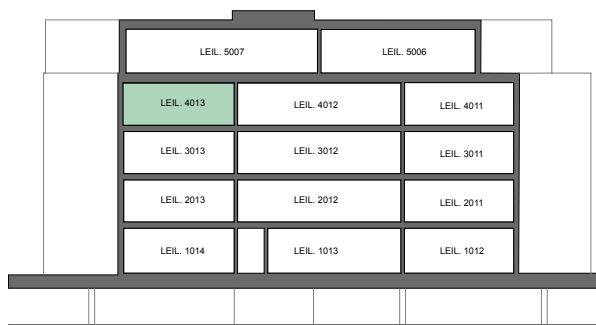 LEIL. 5007
LEIL. 5006
LEIL. 4013
LEIL. 4012
LEIL. 4011
LEIL. 3013
LEIL. 3012
LEIL. 3011
LEIL. 2013
LEIL. 2012
LEIL. 2011
LEIL. 1014
LEIL. 1013
LEIL. 1012